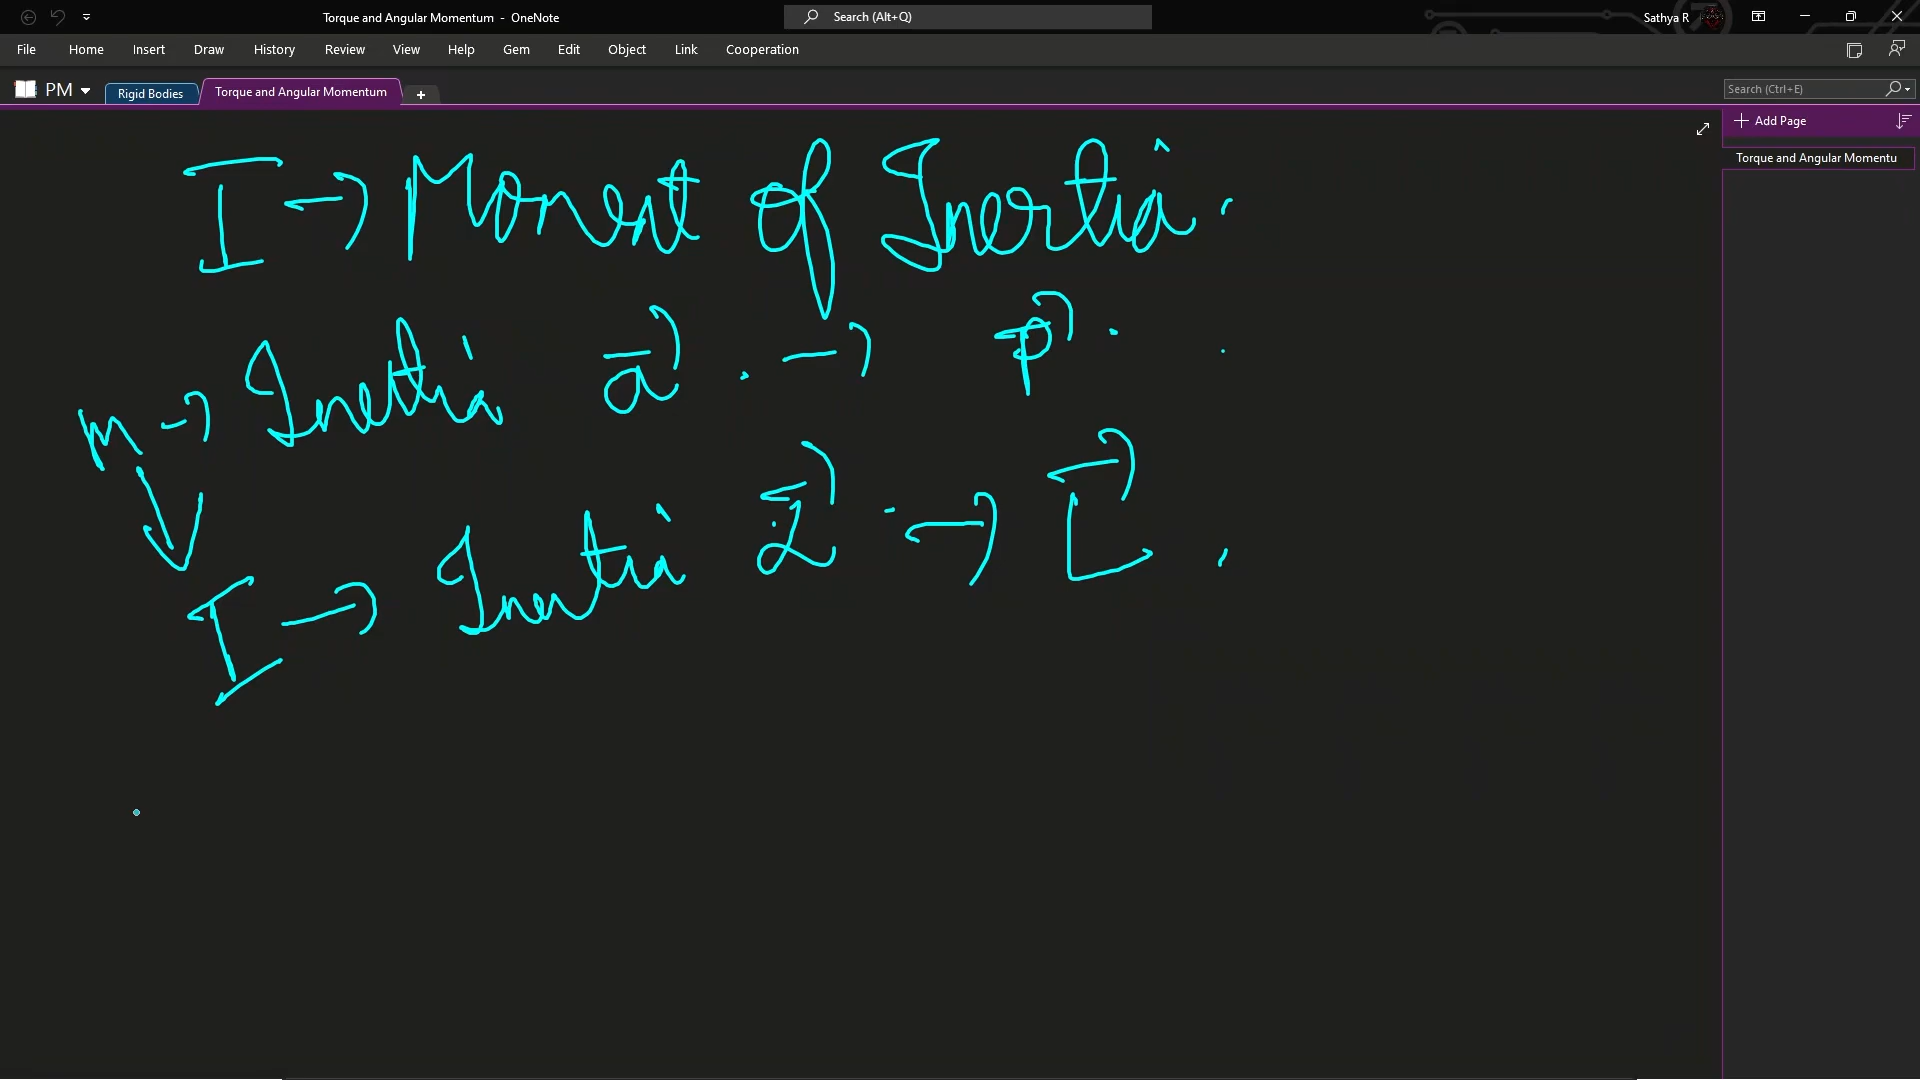 Torque and Angular Momentum - OneNote
Search (Alt+Q)
Sathya R
File Home Insert Draw History Review View Help Gem Edit Object Link Cooperation
PM Rigid Bodies Torque and Angular Momentum +
Search (Ctrl+E)
Add Page
Torque and Angular Momentu
I → Moment of Inertia.
m → Inertia a⃗ . → p⃗ .
I → Inertia α⃗ . → L⃗ .